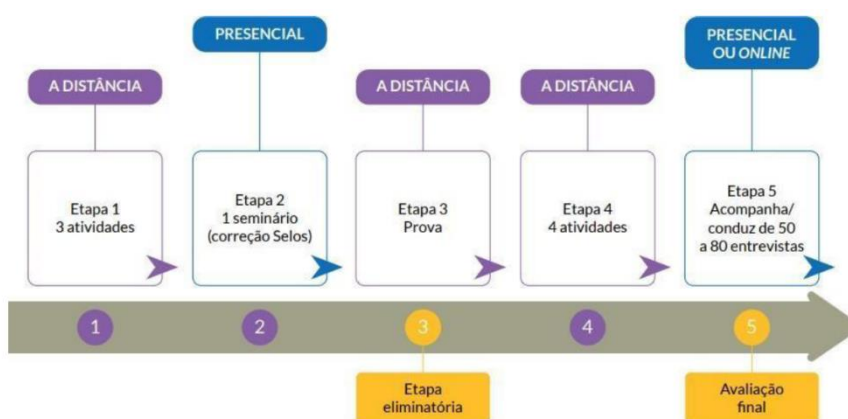 PRESENCIAL
PRESENCIAL
OU ONLINE
A DISTÂNCIA
A DISTÂNCIA
A DISTÂNCIA
Etapa 1
3 atividades
Etapa 2
1 seminário
(correção Selos)
Etapa 3
Prova
Etapa 4
4 atividades
Etapa 5
Acompanha/
conduz de 50
a 80 entrevistas
1
2
3
4
5
Etapa
eliminatória
Avaliação
final